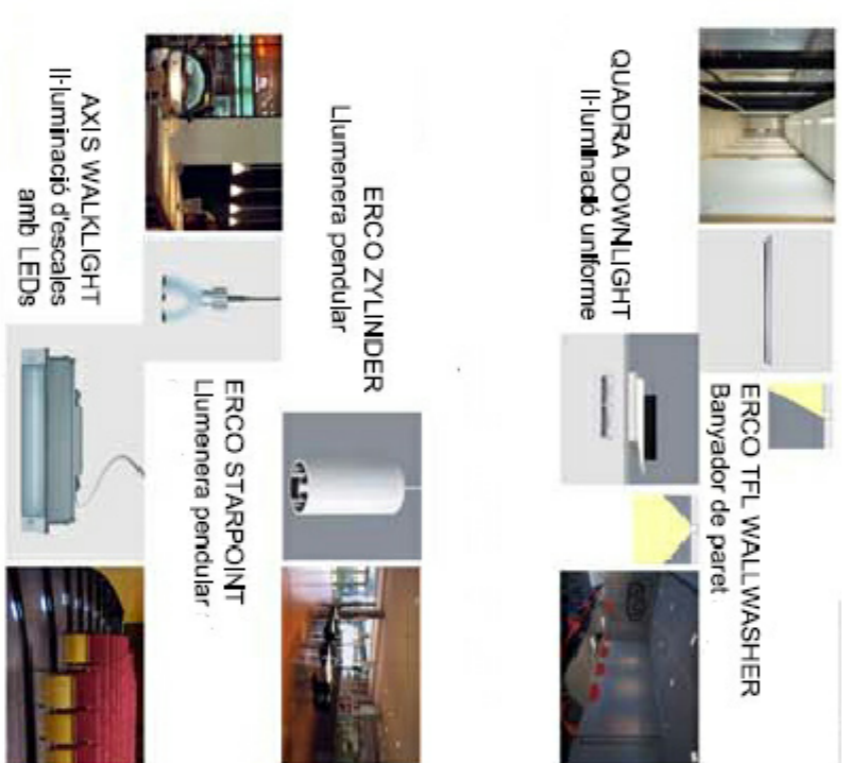 ERCO TFL WALLWASHER
Banyador de paret
QUADRA DOWNLIGHT
Il·luminació uniforme
ERCO ZYLINDER
Llumenera pendular
ERCO STARPOINT
Llumenera pendular
AXIS WALKLIGHT
Il·luminació d'escales
amb LEDs